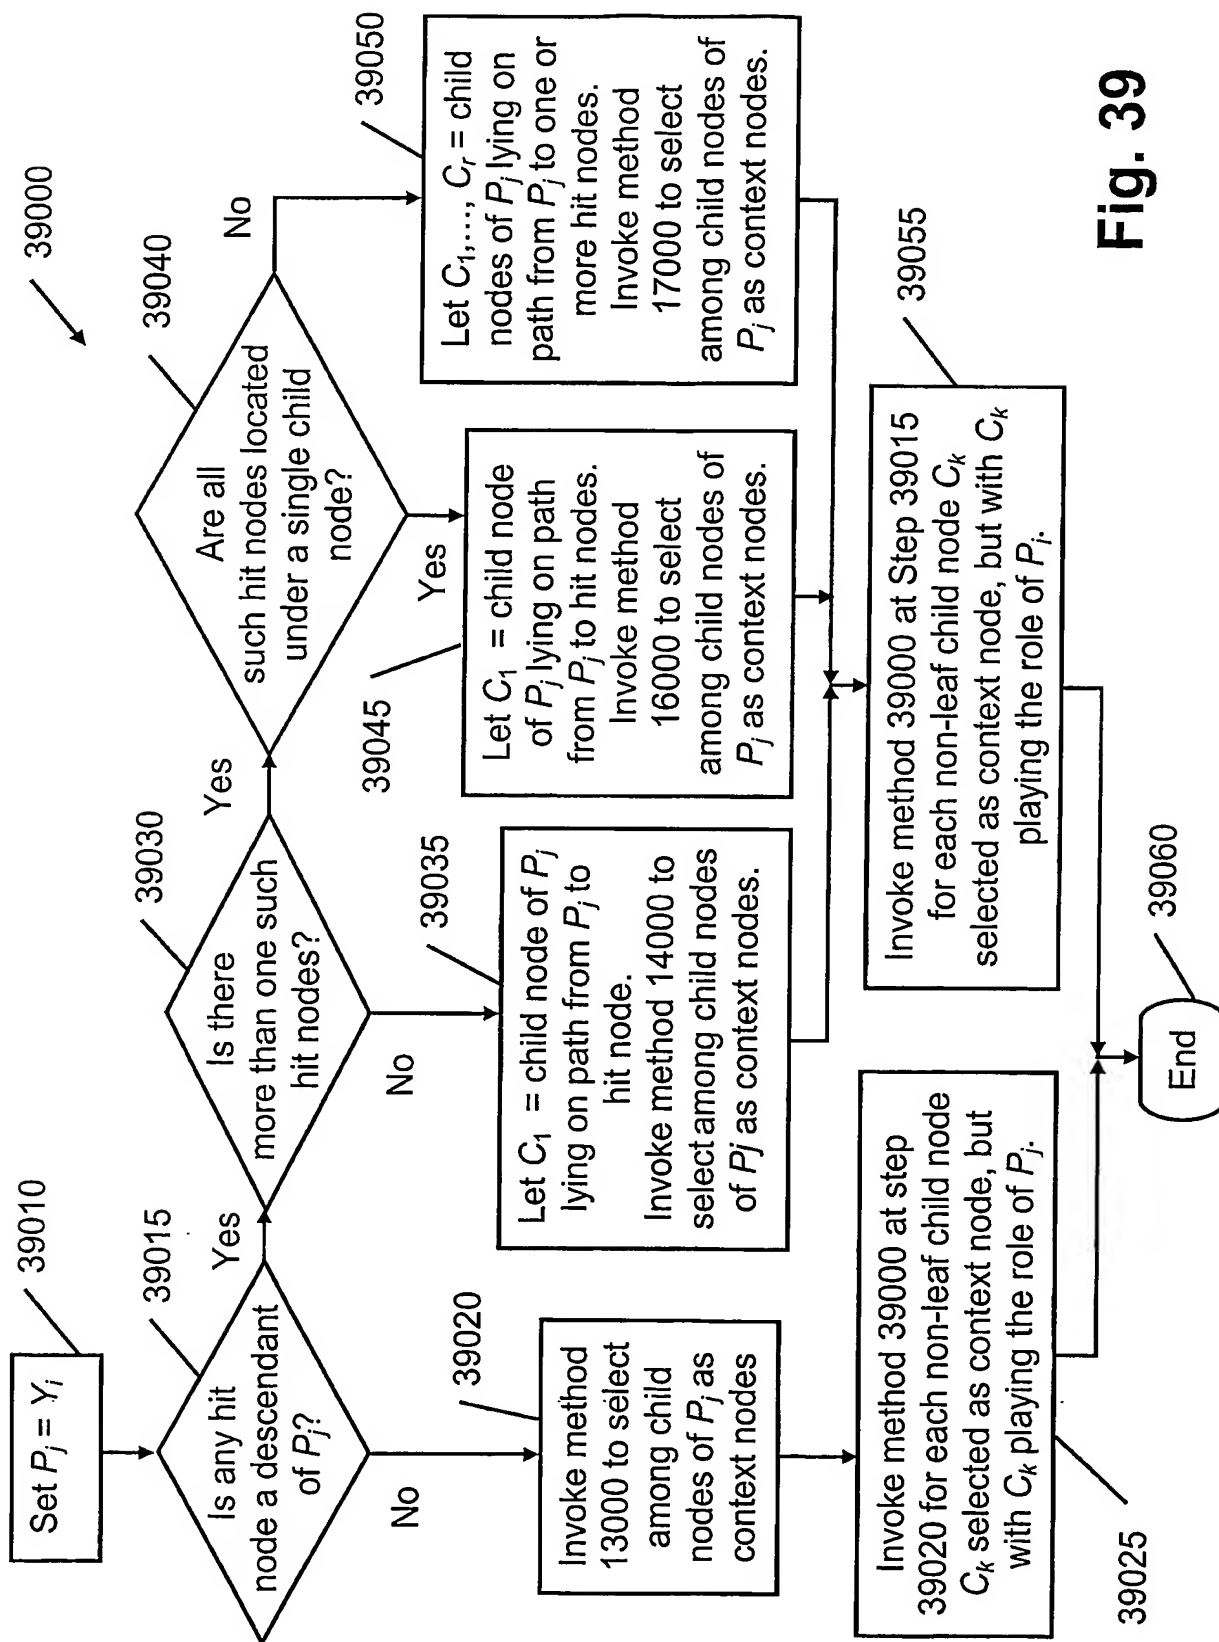 39000
39010
Set Pj = Yi
39015
Is any hit
node a descendant
of Pj?
Yes
No
39020
Invoke method
13000 to select
among child
nodes of Pj as
context nodes
Invoke method 39000 at step
39020 for each non-leaf child node
Ck selected as context node, but
with Ck playing the role of Pj.
39025
39030
Is there
more than one such
hit nodes?
Yes
No
39035
Let C1 = child node of Pj
lying on path from Pj to
hit node.
Invoke method 14000 to
select among child nodes
of Pj as context nodes.
39040
Are all
such hit nodes located
under a single child
node?
No
Yes
39045
Let C1 = child node
of Pj lying on path
from Pj to hit nodes.
Invoke method
16000 to select
among child nodes of
Pj as context nodes.
39050
Let C1,..., Cr = child
nodes of Pj lying on
path from Pj to one or
more hit nodes.
Invoke method
17000 to select
among child nodes of
Pj as context nodes.
39055
Invoke method 39000 at Step 39015
for each non-leaf child node Ck
selected as context node, but with Ck
playing the role of Pj.
39060
End
Fig. 39